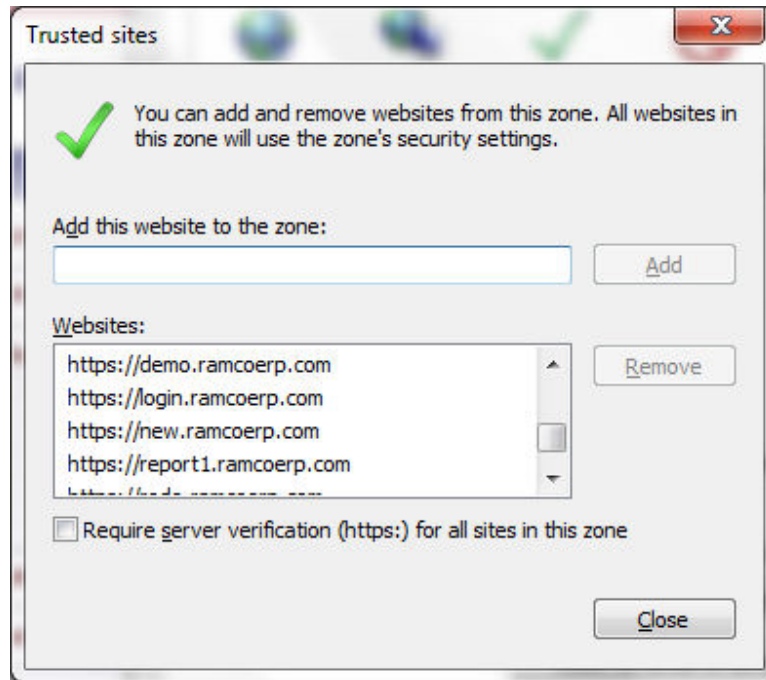 Trusted sites
You can add and remove websites from this zone. All websites in
this zone will use the zone's security settings.
Add this website to the zone:
Add
Websites:
https://demo.ramcoerp.com
Remove
https://login.ramcoerp.com
https://new.ramcoerp.com
https://report1.ramcoerp.com
Require server verification (https:) for all sites in this zone
Close